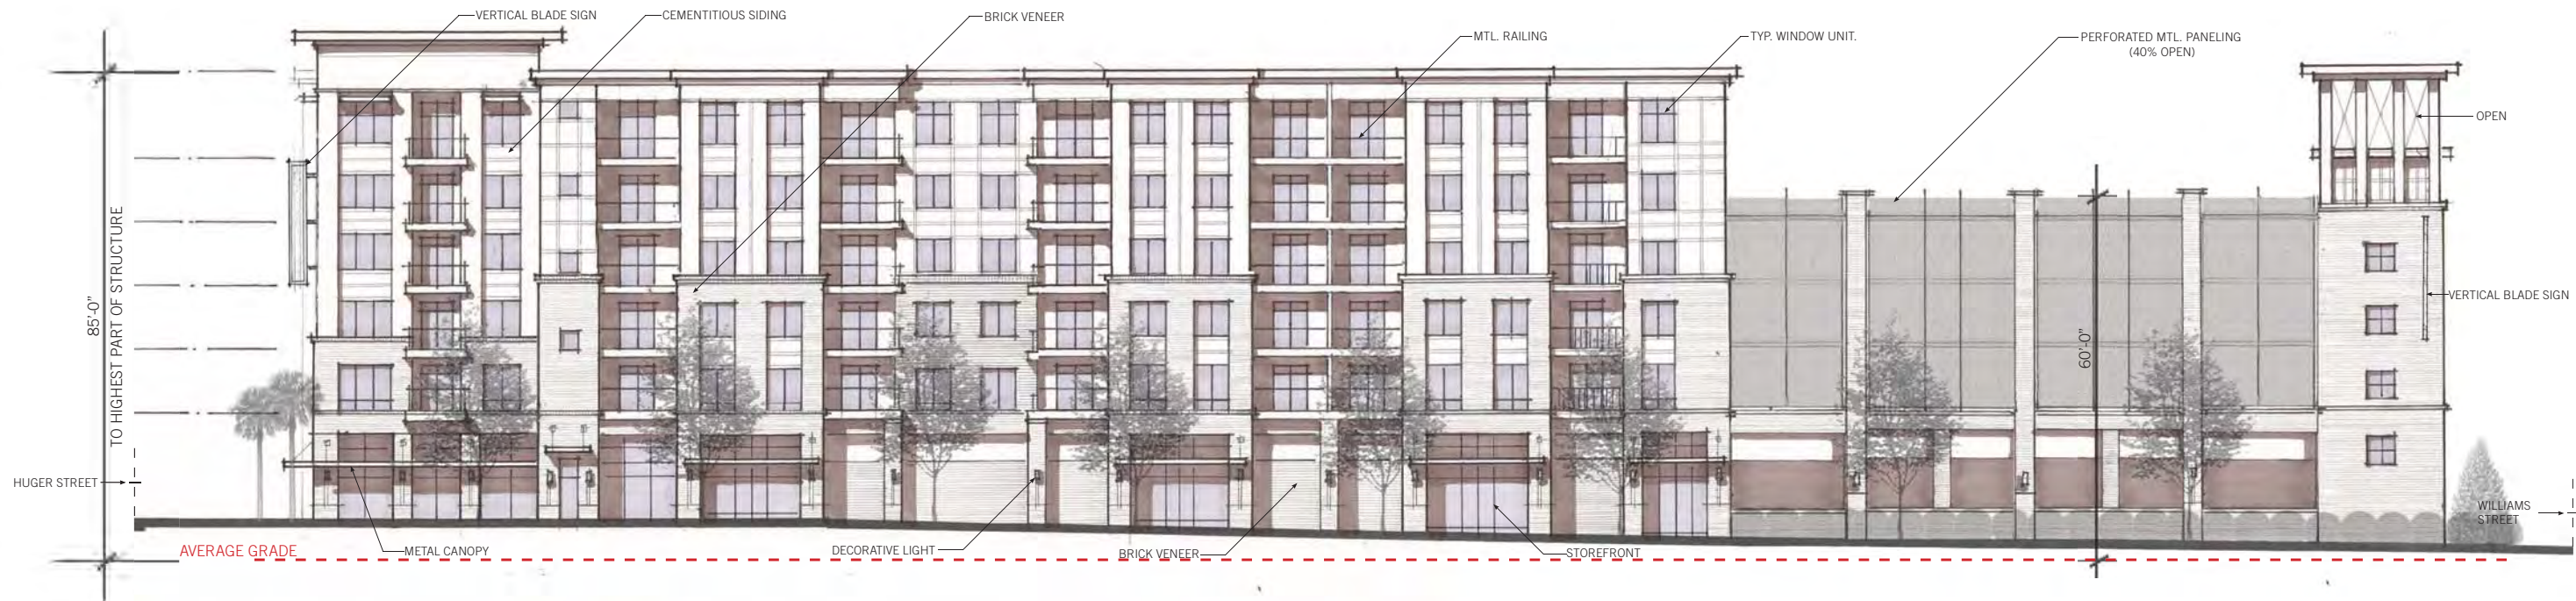 VERTICAL BLADE SIGN
CEMENTITIOUS SIDING
BRICK VENEER
MTL. RAILING
TYP. WINDOW UNIT.
PERFORATED MTL. PANELING
(40% OPEN)
OPEN
VERTICAL BLADE SIGN
85'-0"
TO HIGHEST PART OF STRUCTURE
60'-0"
HUGER STREET
WILLIAMS
STREET
AVERAGE GRADE
METAL CANOPY
DECORATIVE LIGHT
BRICK VENEER
STOREFRONT